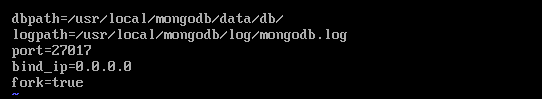 dbpath=/usr/local/mongodb/data/db/
logpath=/usr/local/mongodb/log/mongodb.log
port=27017
bind_ip=0.0.0.0
fork=true
~